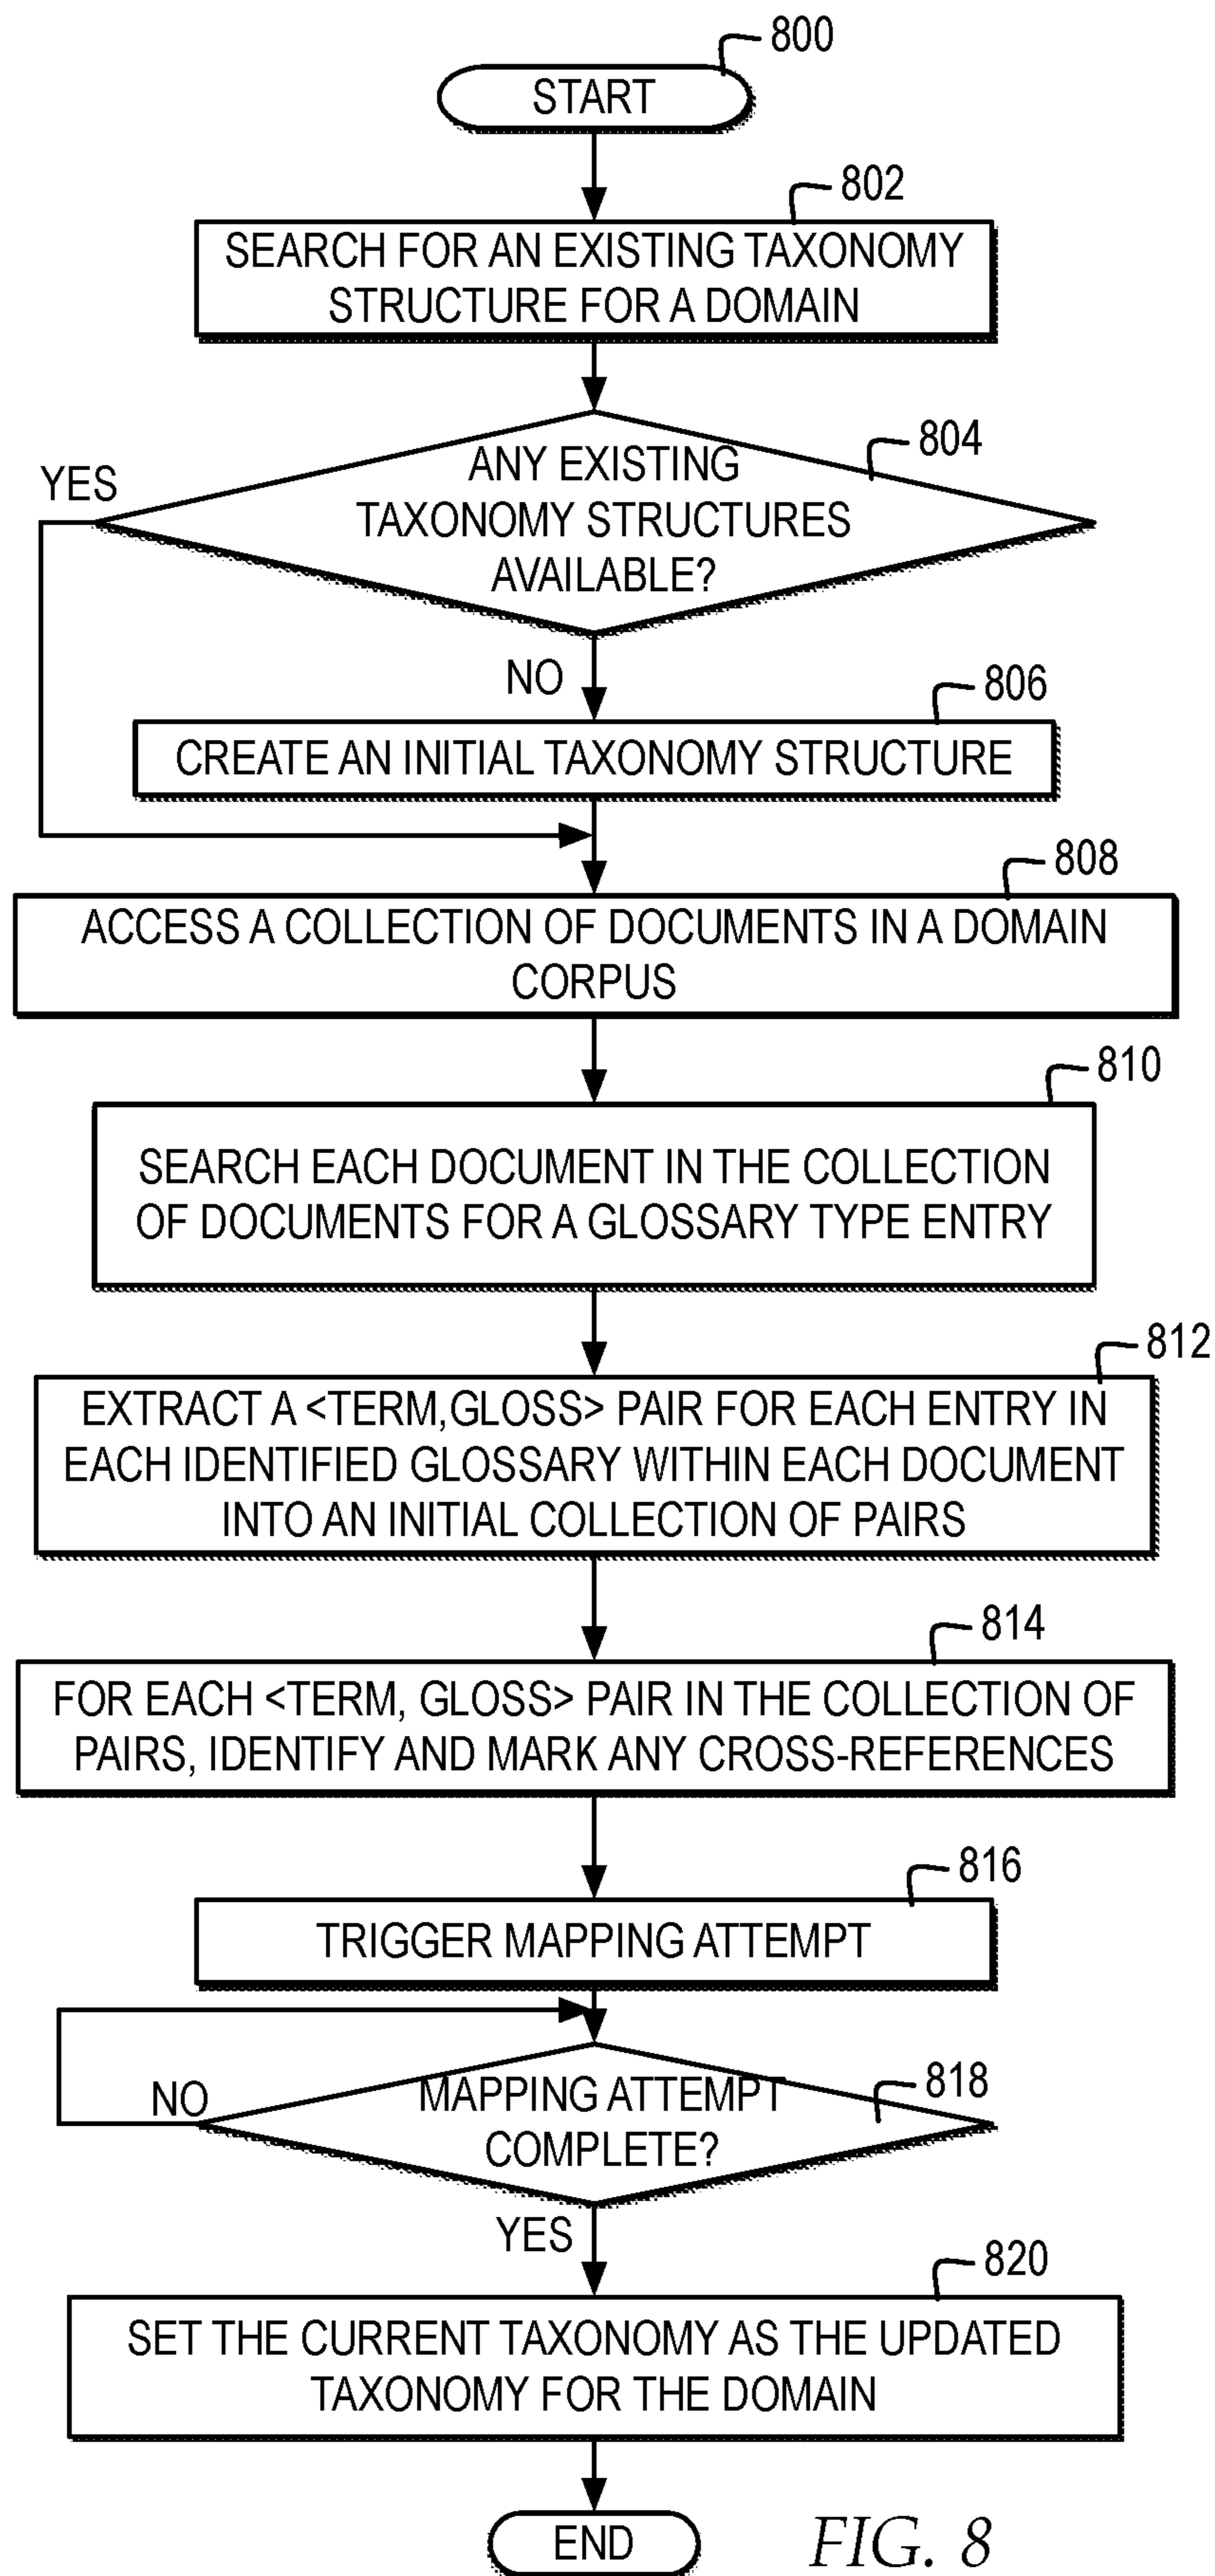 800
START
802
SEARCH FOR AN EXISTING TAXONOMY
STRUCTURE FOR A DOMAIN
804
YES
ANY EXISTING
TAXONOMY STRUCTURES
AVAILABLE?
NO
806
CREATE AN INITIAL TAXONOMY STRUCTURE
808
ACCESS A COLLECTION OF DOCUMENTS IN A DOMAIN
CORPUS
810
SEARCH EACH DOCUMENT IN THE COLLECTION
OF DOCUMENTS FOR A GLOSSARY TYPE ENTRY
812
EXTRACT A <TERM,GLOSS> PAIR FOR EACH ENTRY IN
EACH IDENTIFIED GLOSSARY WITHIN EACH DOCUMENT
INTO AN INITIAL COLLECTION OF PAIRS
814
FOR EACH <TERM, GLOSS> PAIR IN THE COLLECTION OF
PAIRS, IDENTIFY AND MARK ANY CROSS-REFERENCES
816
TRIGGER MAPPING ATTEMPT
818
NO
MAPPING ATTEMPT
COMPLETE?
YES
820
SET THE CURRENT TAXONOMY AS THE UPDATED
TAXONOMY FOR THE DOMAIN
END
FIG. 8